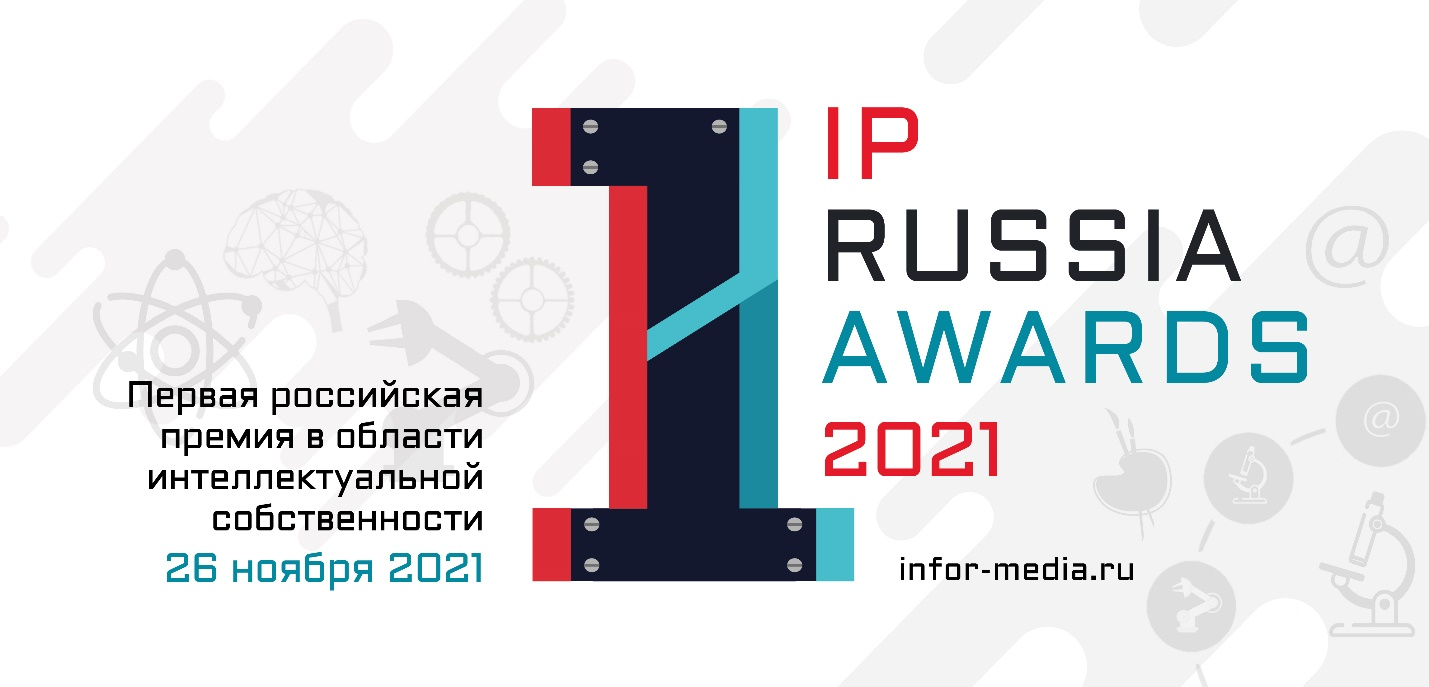 IP
RUSSIA
AWARDS
2021
Первая российская
премия в области
интеллектуальной
собственности
26 ноября 2021
infor-media.ru
@
@